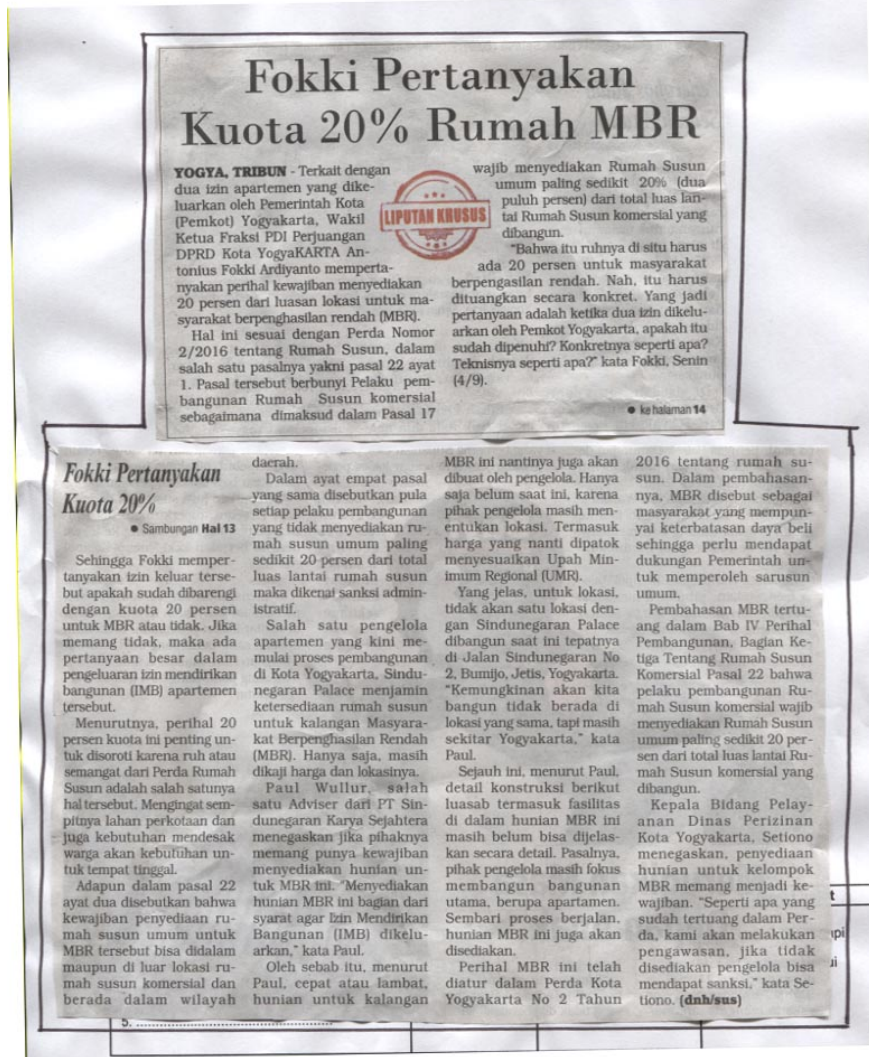 Fokki Pertanyakan
Kuota 20% Rumah MBR
YOGYA, TRIBUN - Terkait dengan
dua izin apartemen yang dike-
luarkan oleh Pemerintah Kota
(Pemkot) Yogyakarta, Wakil
Ketua Fraksi PDI Perjuangan
DPRD Kota YogyaKARTA An-
tonius Fokki Ardiyanto memperta-
nyakan perihal kewajiban menyediakan
20 persen dari luasan lokasi untuk ma-
syarakat berpenghasilan rendah (MBR).
Hal ini sesuai dengan Perda Nomor
2/2016 tentang Rumah Susun, dalam
salah satu pasalnya yakni pasal 22 ayat
1. Pasal tersebut berbunyi Pelaku pem-
bangunan Rumah Susun komersial
sebagaimana dimaksud dalam Pasal 17
LIPUTAN KHUSUS
wajib menyediakan Rumah Susun
umum paling sedikit 20% (dua
puluh persen) dari total luas lan-
tai Rumah Susun komersial yang
dibangun.
"Bahwa itu ruhnya di situ harus
ada 20 persen untuk masyarakat
berpengasilan rendah. Nah, itu harus
dituangkan secara konkret. Yang jadi
pertanyaan adalah ketika dua izin dikelu-
arkan oleh Pemkot Yogyakarta, apakah itu
sudah dipenuhi? Konkretnya seperti apa?
Teknisnya seperti apa?" kata Fokki, Senin
(4/9).
● ke halaman 14
Fokki Pertanyakan
Kuota 20%
● Sambungan Hal 13
Sehingga Fokki memper-
tanyakan izin keluar terse-
but apakah sudah dibarengi
dengan kuota 20 persen
untuk MBR atau tidak. Jika
memang tidak, maka ada
pertanyaan besar dalam
pengeluaran izin mendirikan
bangunan (IMB) apartemen
tersebut.
Menurutnya, perihal 20
persen kuota ini penting un-
tuk disoroti karena ruh atau
semangat dari Perda Rumah
Susun adalah salah satunya
hal tersebut. Mengingat sem-
pitnya lahan perkotaan dan
juga kebutuhan mendesak
warga akan kebutuhan un-
tuk tempat tinggal.
Adapun dalam pasal 22
ayat dua disebutkan bahwa
kewajiban penyediaan ru-
mah susun umum untuk
MBR tersebut bisa didalam
maupun di luar lokasi ru-
mah susun komersial dan
berada dalam wilayah
daerah.
Dalam ayat empat pasal
yang sama disebutkan pula
setiap pelaku pembangunan
yang tidak menyediakan ru-
mah susun umum paling
sedikit 20 persen dari total
luas lantai rumah susun
maka dikenai sanksi admin-
istratif.
Salah satu pengelola
apartemen yang kini me-
mulai proses pembangunan
di Kota Yogyakarta, Sindu-
negaran Palace menjamin
ketersediaan rumah susun
untuk kalangan Masyara-
kat Berpenghasilan Rendah
(MBR). Hanya saja, masih
dikaji harga dan lokasinya.
Paul Wullur, salah
satu Adviser dari PT Sin-
dunegaran Karya Sejahtera
menegaskan jika pihaknya
memang punya kewajiban
menyediakan hunian un-
tuk MBR ini. "Menyediakan
hunian MBR ini bagian dari
syarat agar Izin Mendirikan
Bangunan (IMB) dikelu-
arkan," kata Paul.
Oleh sebab itu, menurut
Paul, cepat atau lambat,
hunian untuk kalangan
MBR ini nantinya juga akan
dibuat oleh pengelola. Hanya
saja belum saat ini, karena
pihak pengelola masih men-
entukan lokasi. Termasuk
harga yang nanti dipatok
menyesuaikan Upah Min-
imum Regional (UMR).
Yang jelas, untuk lokasi,
tidak akan satu lokasi den-
gan Sindunegaran Palace
dibangun saat ini tepatnya
di Jalan Sindunegaran No
2, Bumijo, Jetis, Yogyakarta.
"Kemungkinan akan kita
bangun tidak berada di
lokasi yang sama, tapi masih
sekitar Yogyakarta," kata
Paul.
Sejauh ini, menurut Paul,
detail konstruksi berikut
luasab termasuk fasilitas
di dalam hunian MBR ini
masih belum bisa dijelas-
kan secara detail. Pasalnya,
pihak pengelola masih fokus
membangun bangunan
utama, berupa apartamen.
Sembari proses berjalan,
hunian MBR ini juga akan
disediakan.
Perihal MBR ini telah
diatur dalam Perda Kota
Yogyakarta No 2 Tahun
2016 tentang rumah su-
sun. Dalam pembahasan-
nya, MBR disebut sebagai
masyarakat yang mempun-
yai keterbatasan daya beli
sehingga perlu mendapat
dukungan Pemerintah un-
tuk memperoleh sarusun
umum.
Pembahasan MBR tertu-
ang dalam Bab IV Perihal
Pembangunan, Bagian Ke-
tiga Tentang Rumah Susun
Komersial Pasal 22 bahwa
pelaku pembangunan Ru-
mah Susun komersial wajib
menyediakan Rumah Susun
umum paling sedikit 20 per-
sen dari total luas lantai Ru-
mah Susun komersial yang
dibangun.
Kepala Bidang Pelay-
anan Dinas Perizinan
Kota Yogyakarta, Setiono
menegaskan, penyediaan
hunian untuk kelompok
MBR memang menjadi ke-
wajiban. "Seperti apa yang
sudah tertuang dalam Per-
da, kami akan melakukan
pengawasan, jika tidak
disediakan pengelola bisa
mendapat sanksi," kata Se-
tiono. (dnh/sus)
5.